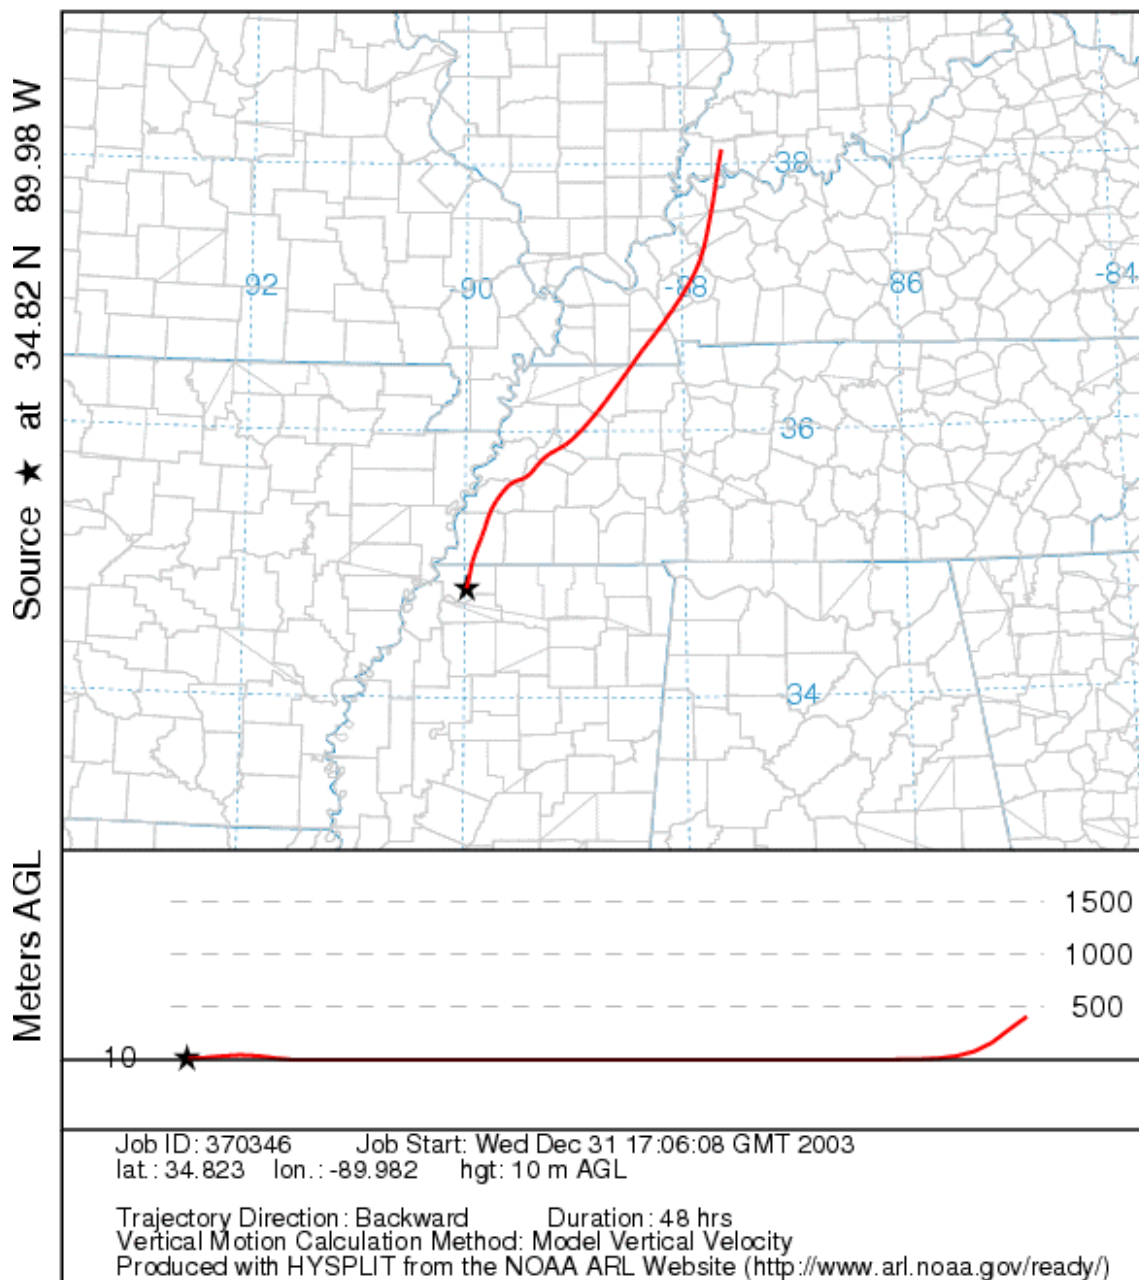 Source ★ at 34.82 N 89.98 W
38
92
-90
-88
86
-84
36
34
Meters AGL
1500
1000
500
10
Job ID: 370346 Job Start: Wed Dec 31 17:06:08 GMT 2003
lat.: 34.823 lon.: -89.982 hgt: 10 m AGL
Trajectory Direction: Backward Duration: 48 hrs
Vertical Motion Calculation Method: Model Vertical Velocity
Produced with HYSPLIT from the NOAA ARL Website (http://www.arl.noaa.gov/ready/)